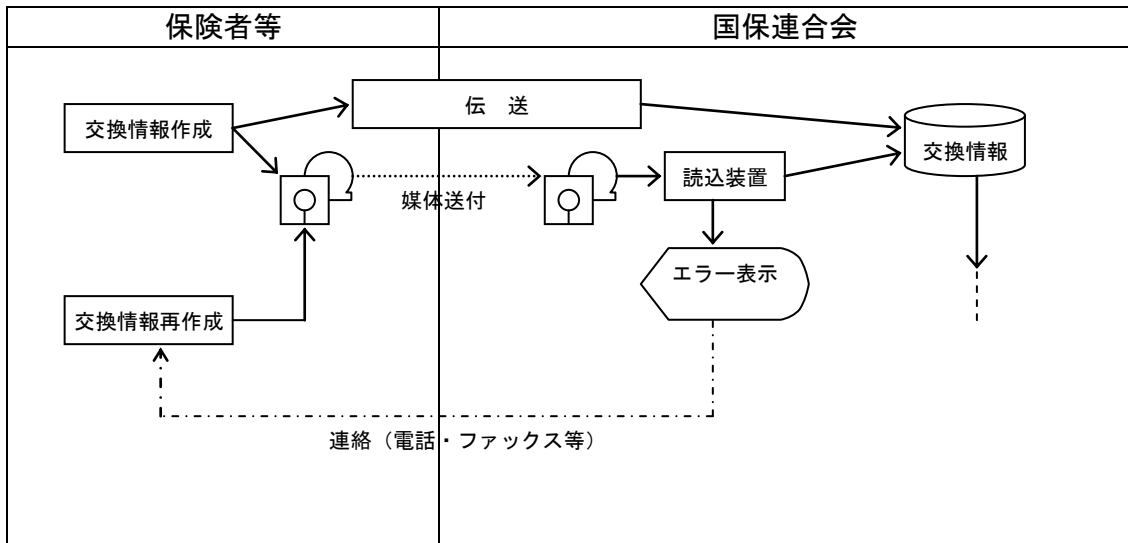 保険者等
国保連合会
伝　送
交換情報作成
交換情報
読込装置
媒体送付
エラー表示
交換情報再作成
連絡（電話・ファックス等）